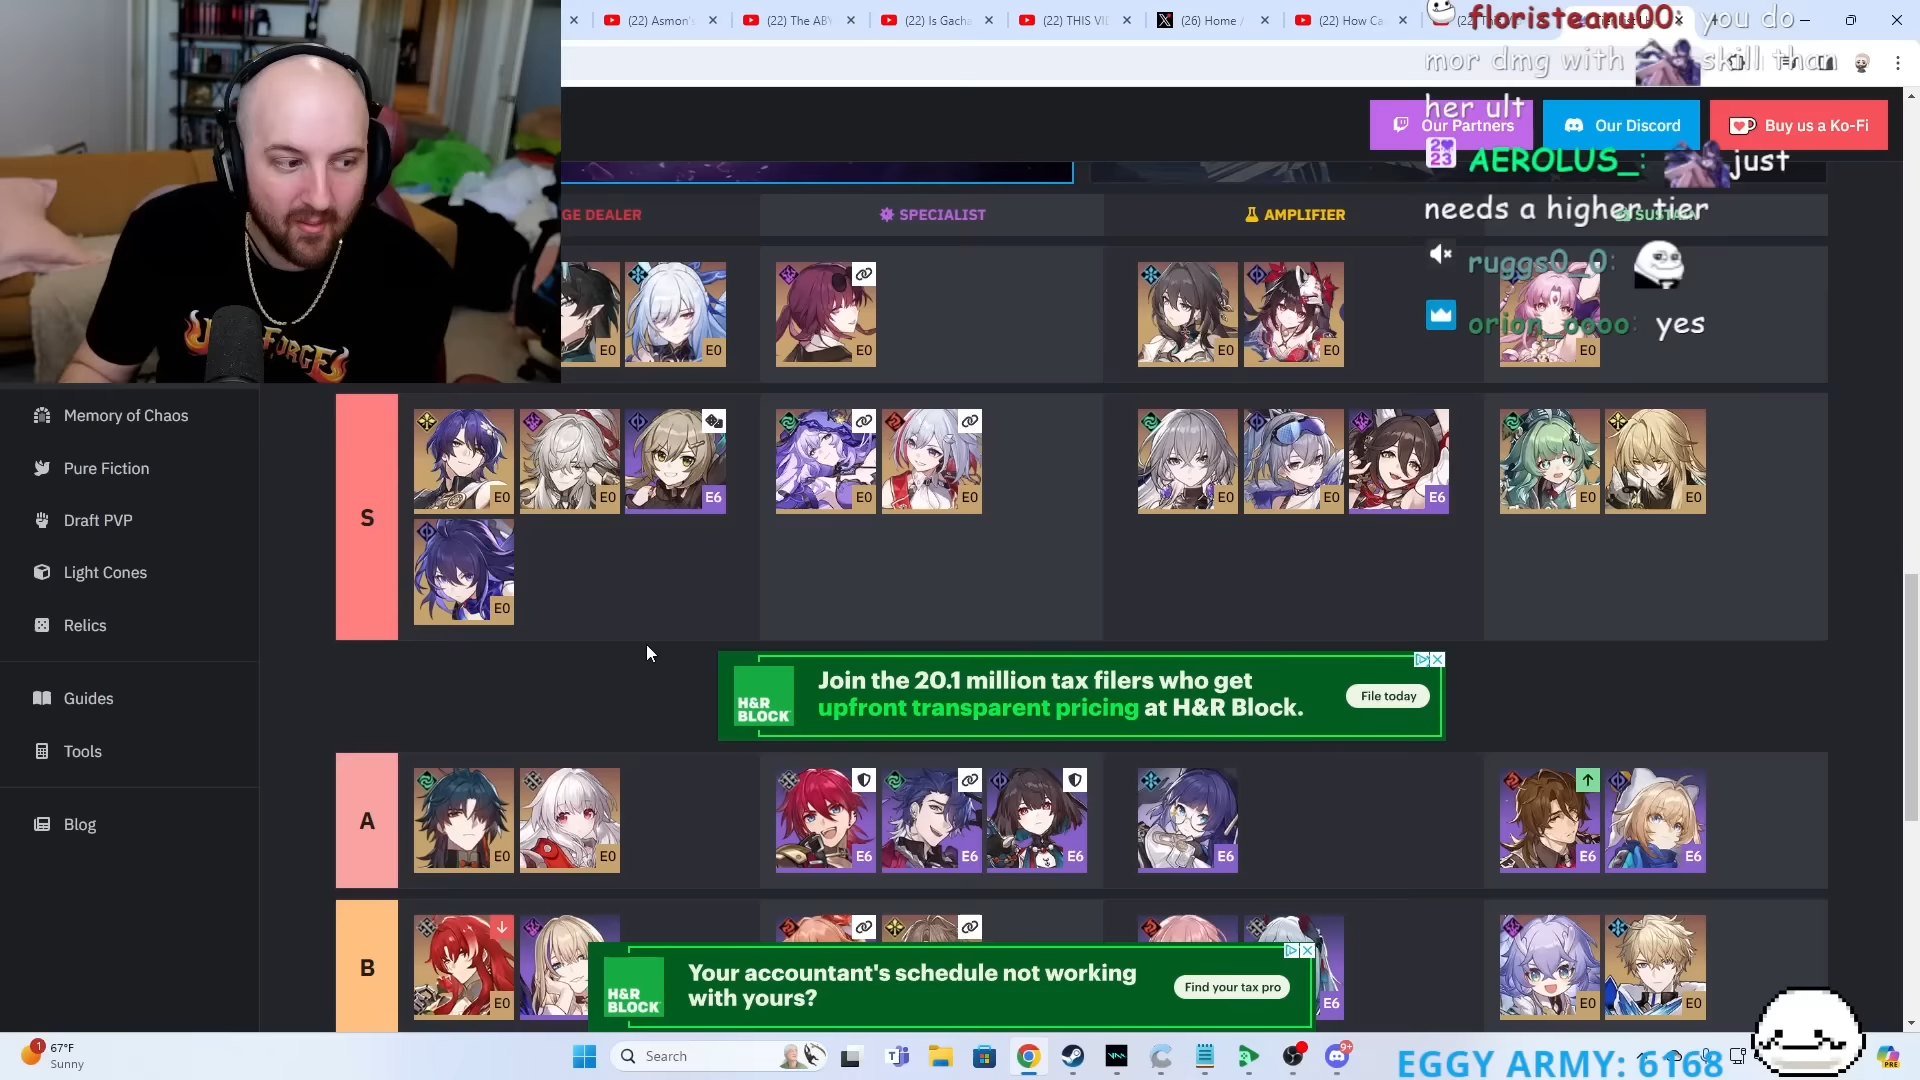 (22) Asmon's
(22) The AB
(22) Is Gacha
(22) THIS VI
(26) Home /
(22) How Ca
floristeanu00: you do
mor dmg with skill than
her ult
Our Partners
Our Discord
Buy us a Ko-Fi
AEROLUS_: just
needs a higher tier
ruggs0_0:
orion_oooo: yes
GE DEALER
SPECIALIST
AMPLIFIER
E0
E0
E0
E0
E0
E0
Memory of Chaos
Pure Fiction
Draft PVP
Light Cones
Relics
Guides
Tools
Blog
S
E0
E0
E6
E0
E0
E0
E0
E6
E0
E0
E0
H&R
BLOCK
Join the 20.1 million tax filers who get
upfront transparent pricing at H&R Block.
File today
A
E0
E0
E6
E6
E6
E6
E6
E6
B
E0
E6
E0
E0
H&R
BLOCK
Your accountant's schedule not working
with yours?
Find your tax pro
1
67°F
Sunny
Search
9+
PRE
EGGY ARMY: 6168